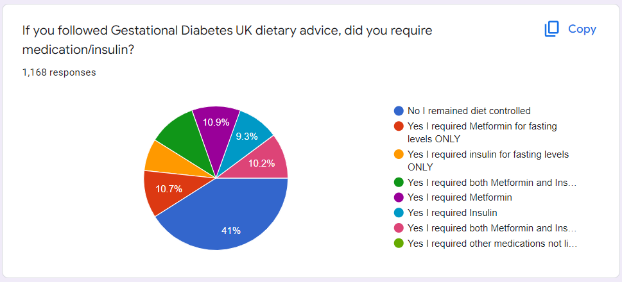 If you followed Gestational Diabetes UK dietary advice, did you require
Copy
medication/insulin?
1,168 responses
10.9%
9.3%
10.2%
10.7%
41%
No I remained diet controlled
Yes I required Metformin for fasting
levels ONLY
Yes I required insulin for fasting levels
ONLY
Yes I required both Metformin and Ins...
Yes I required Metformin
Yes I required Insulin
Yes I required both Metformin and Ins...
Yes I required other medications not li...